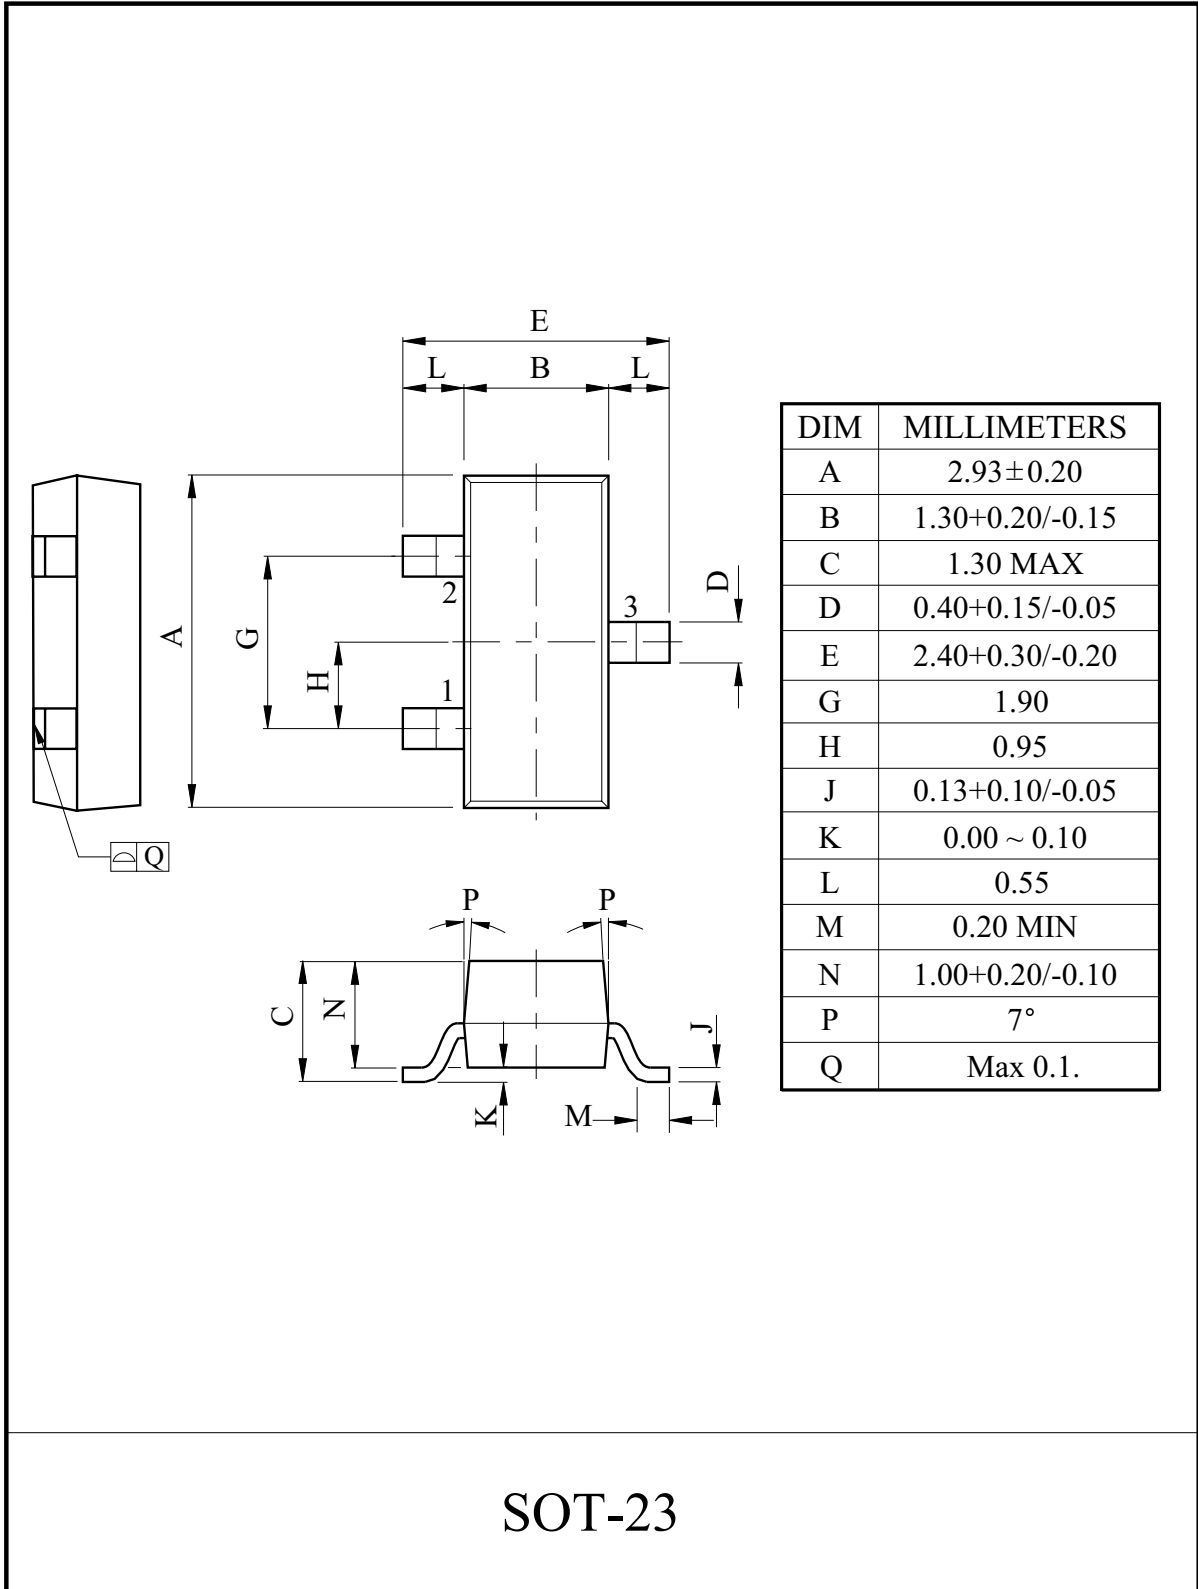 E
L B L
DIM MILLIMETERS
A 2.93±0.20
B 1.30+0.20/-0.15
C 1.30 MAX
D 0.40+0.15/-0.05
E 2.40+0.30/-0.20
G 1.90
H 0.95
J 0.13+0.10/-0.05
K 0.00 ~ 0.10
L 0.55
M 0.20 MIN
N 1.00+0.20/-0.10
P 7°
Q Max 0.1.
A
G
H
2
1
3
D
Q
P P
C
N
K
M
J
SOT-23